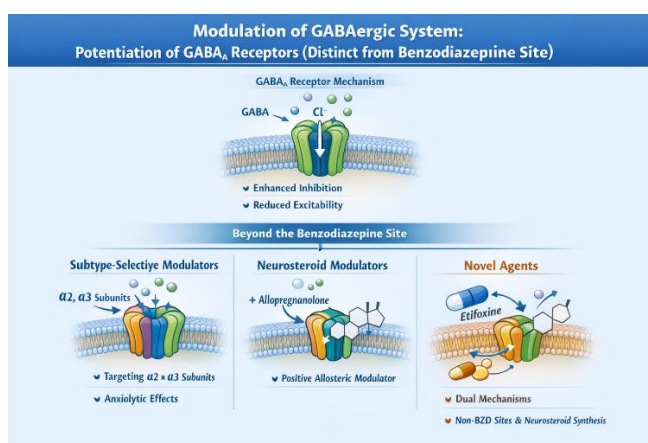 Modulation of GABAergic System:
Potentiation of GABAA Receptors (Distinct from Benzodiazepiine Site)
GABAA Receptor Mechanism
GABA
Cl⁻
Enhanced Inhibition
Reduced Excitability
Beyond the Benzodiazepine Site
Subtype-Selective Modulators
α2, α3 Subunits
Targeting α2 * α3 Subunits
Anxiolytic Effects
Neurosteroid Modulators
+ Allopregnanolone
Positive Allosteric Modulator
Novel Agents
Etifoxine
Dual Mechanisms
Non-BZD Sites & Neurosteroid Synthesis